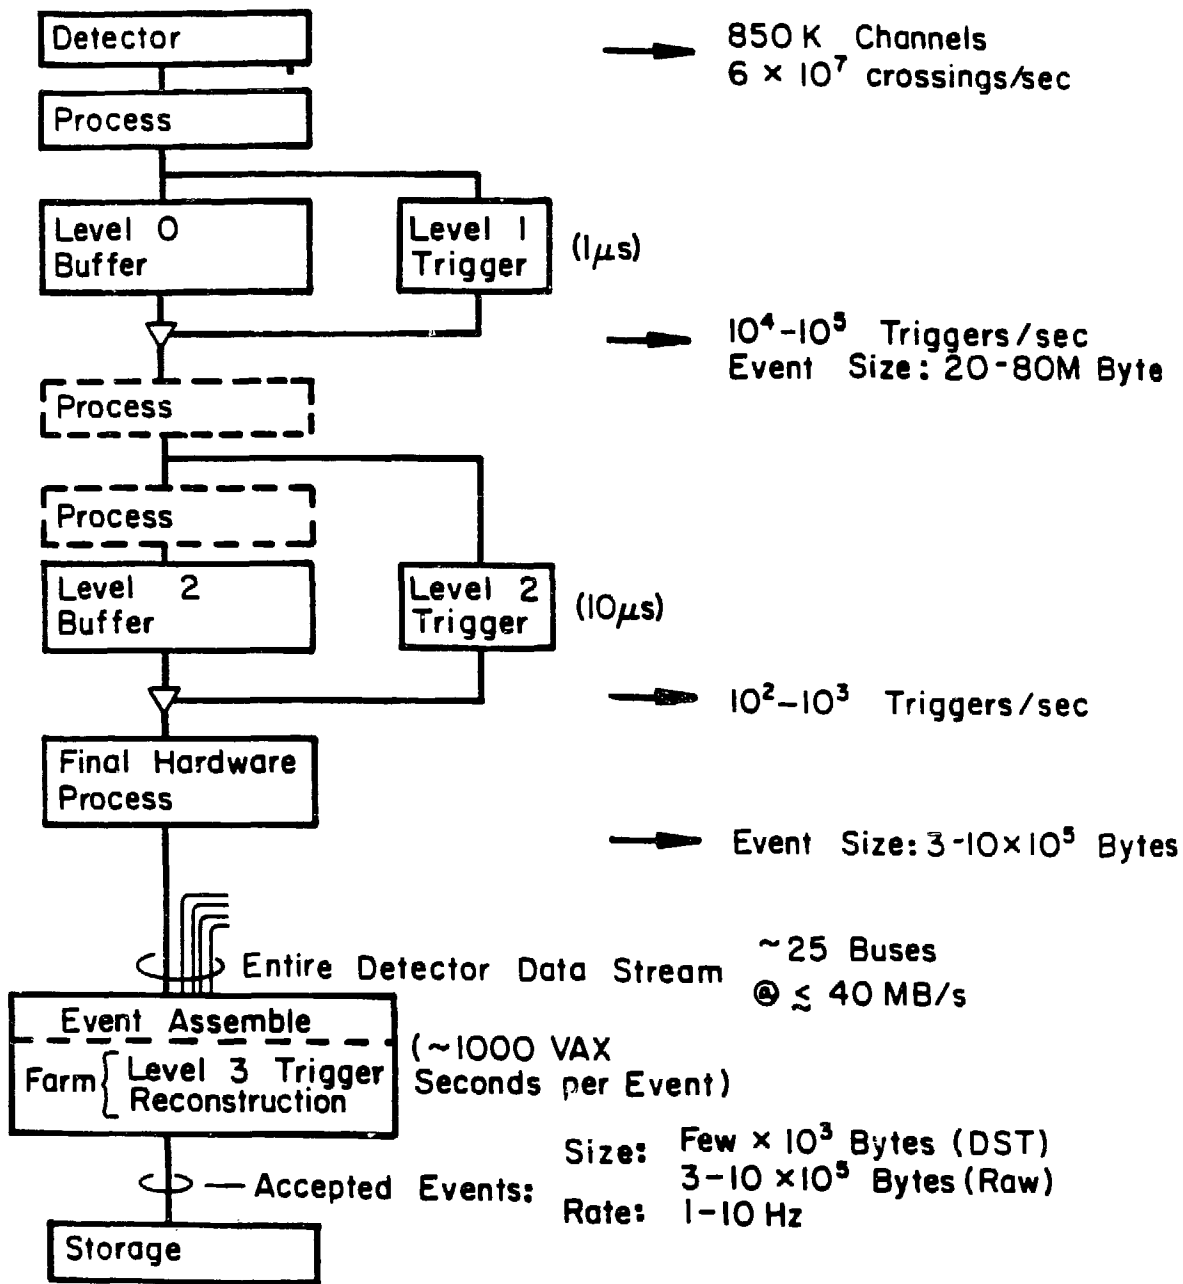 Detector
850K Channels
6 × 10⁷ crossings/sec
Process
Level 0
Buffer
Level 1
Trigger
(1μs)
10⁴-10⁵ Triggers/sec
Event Size: 20-80M Byte
Process
Process
Level 2
Buffer
Level 2
Trigger
(10μs)
10²-10³ Triggers/sec
Final Hardware
Process
Event Size: 3-10×10⁵ Bytes
Entire Detector Data Stream
~25 Buses
@ ≲ 40 MB/s
Event Assemble
Farm { Level 3 Trigger
Reconstruction
(~1000 VAX
Seconds per Event)
Accepted Events:
Size: Few × 10³ Bytes (DST)
3-10 ×10⁵ Bytes (Raw)
Rate: 1-10 Hz
Storage